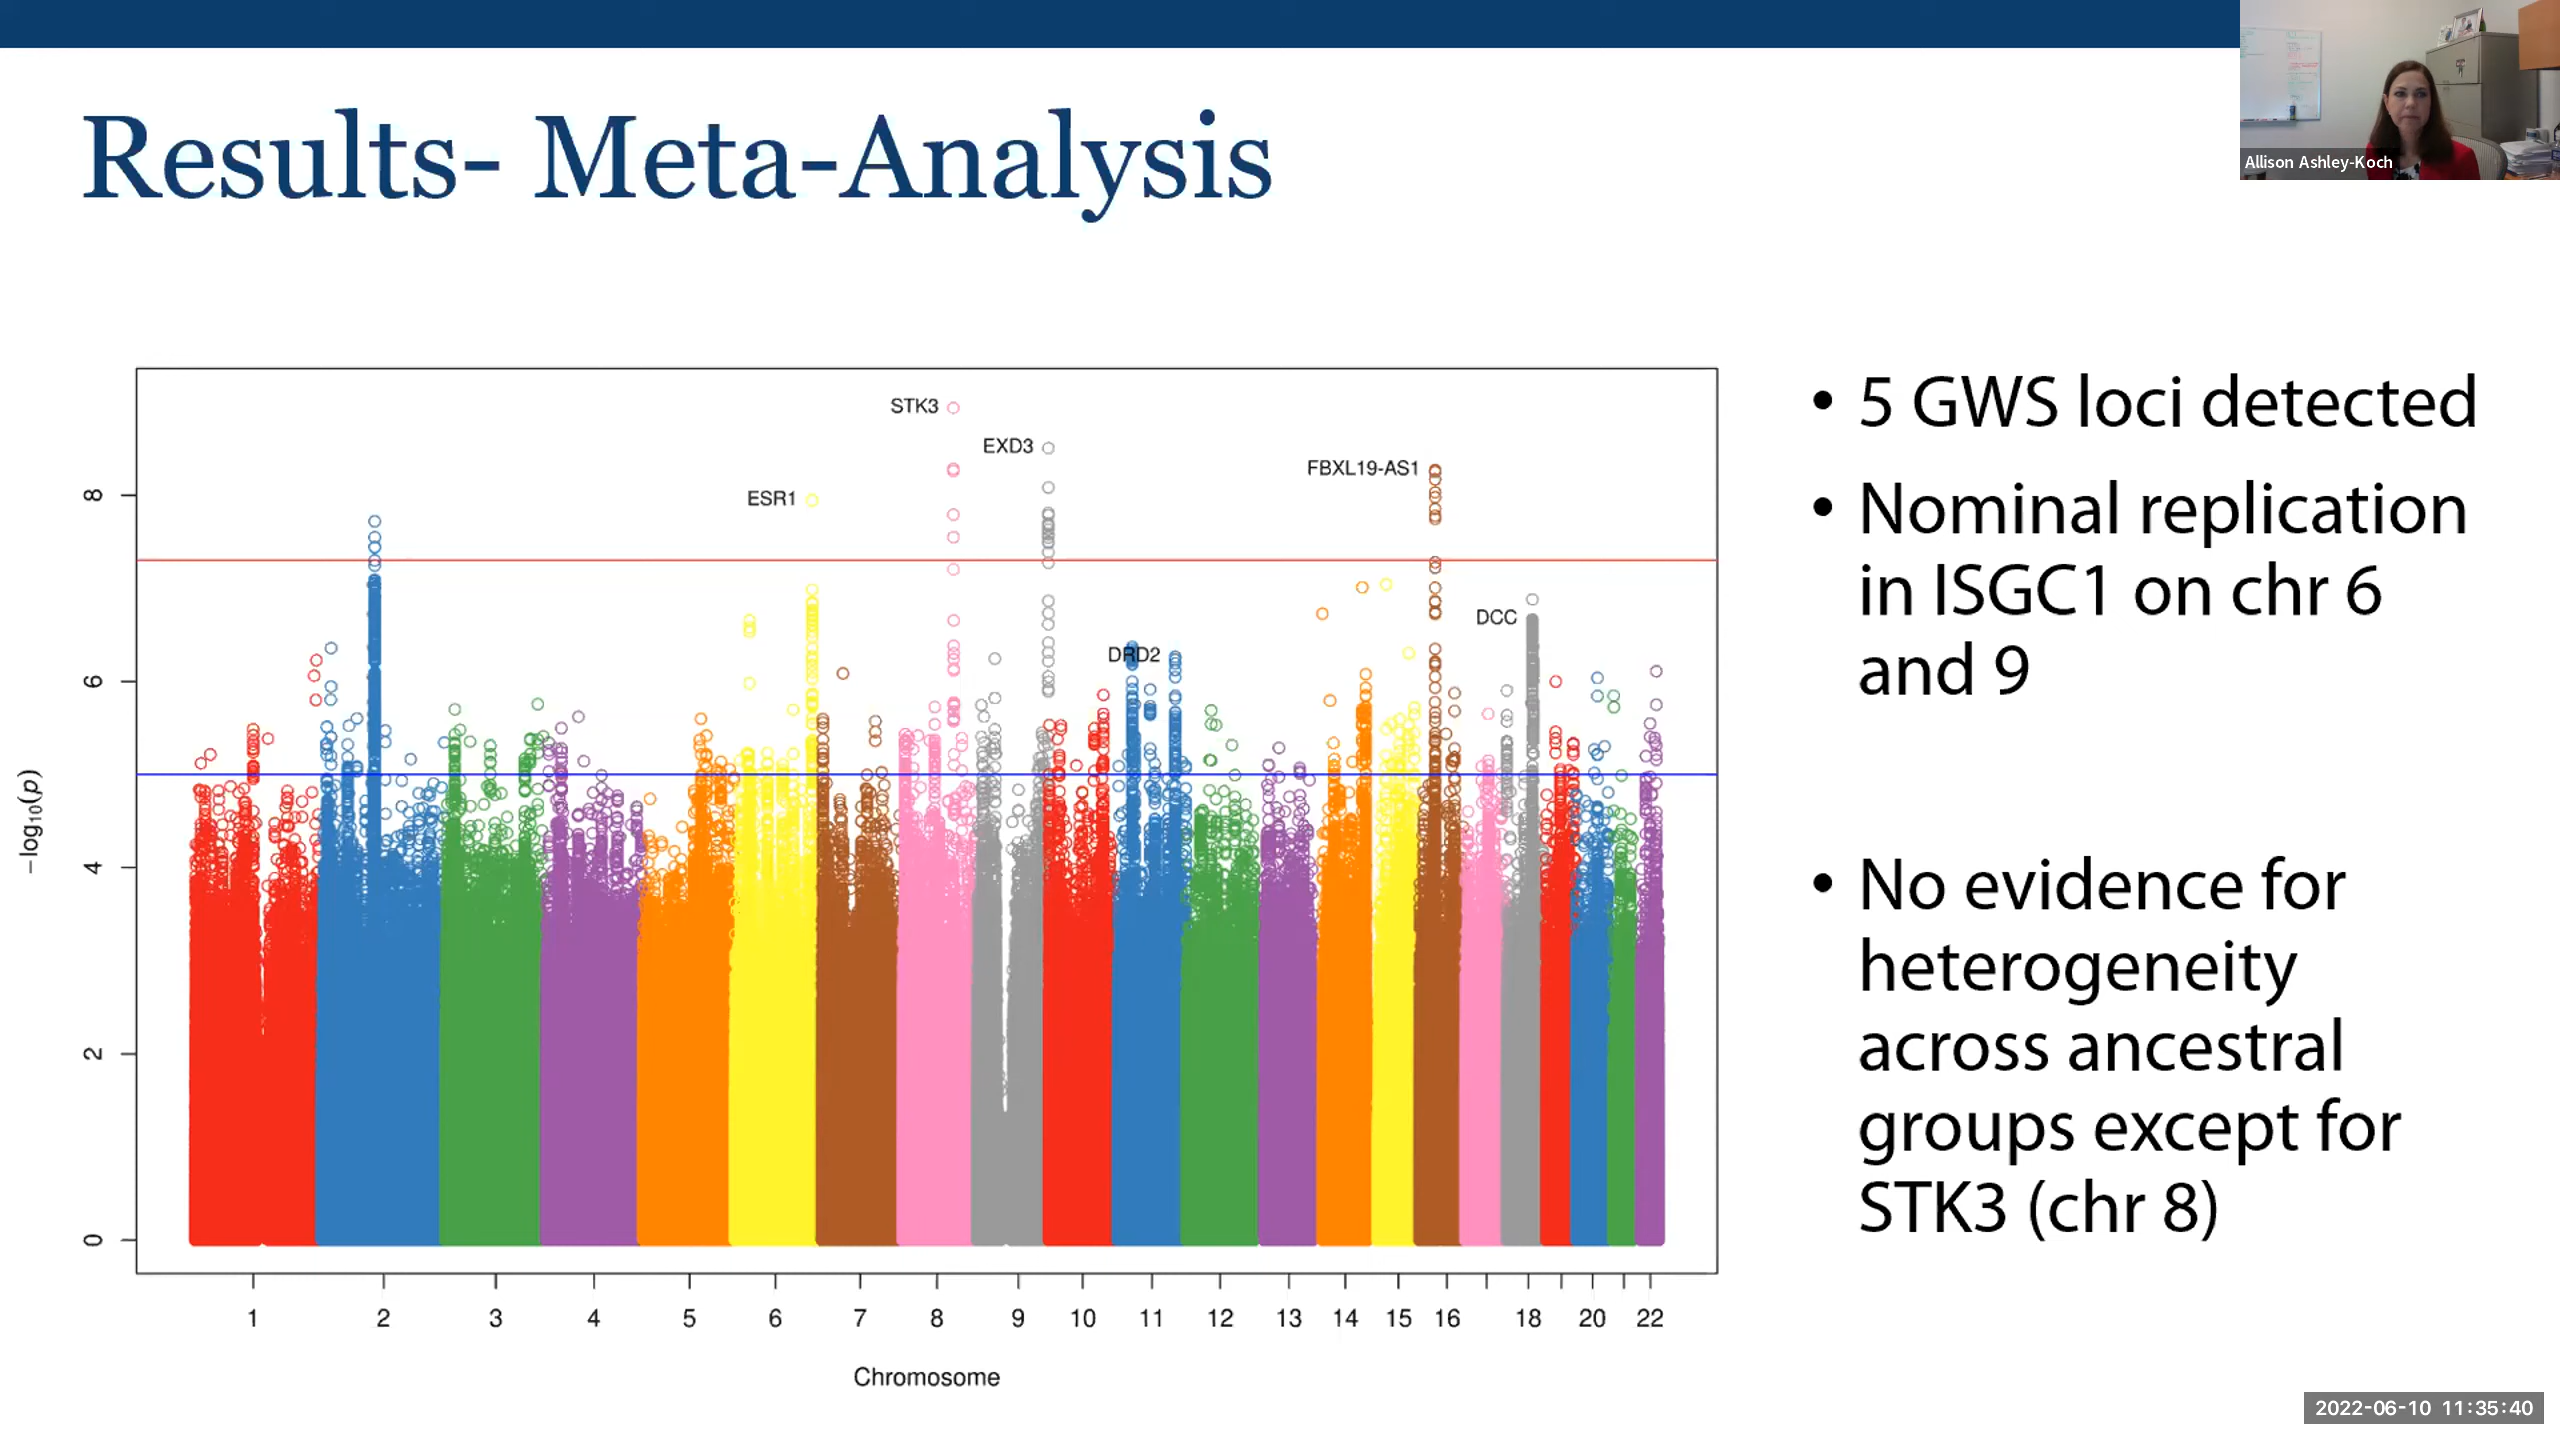 Allison Ashley-Koch
Results- Meta-Analysis
• 5 GWS loci detected
• Nominal replication
in ISGC1 on chr 6
and 9
• No evidence for
heterogeneity
across ancestral
groups except for
STK3 (chr 8)
STK3
EXD3
FBXL19-AS1
ESR1
DCC
DRD2
−log10(p)
8
6
4
2
0
1 2 3 4 5 6 7 8 9 10 11 12 13 14 15 16 18 20 22
Chromosome
2022-06-10 11:35:40